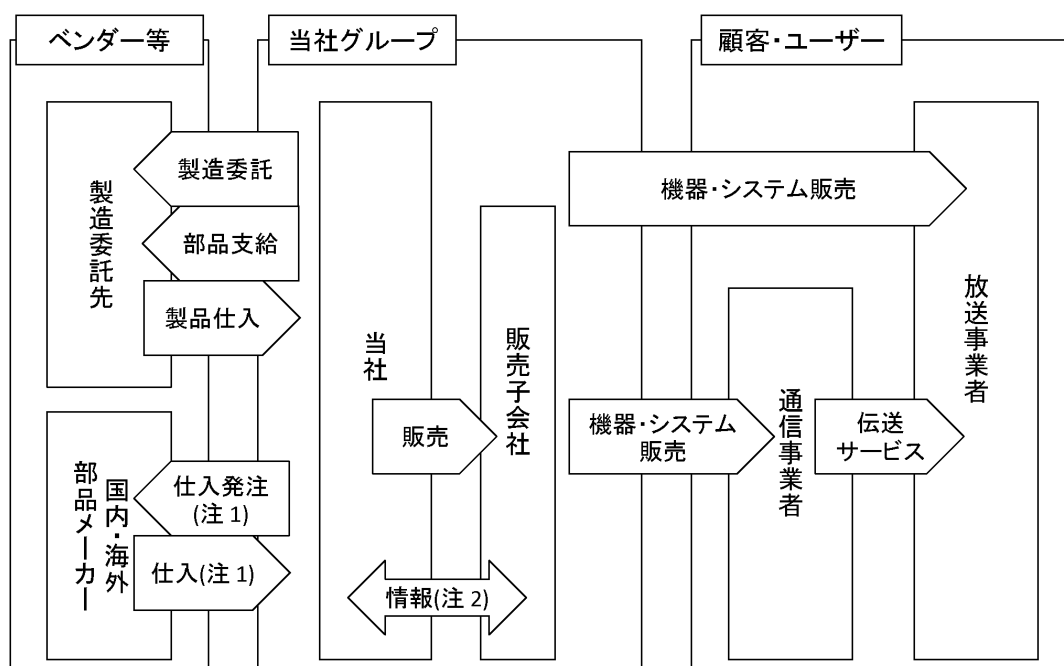 ベンダー等
当社グループ
顧客・ユーザー
製造委託先
製造委託
部品支給
製品仕入
国内・海外
部品メーカー
仕入発注
(注 1)
仕入(注 1)
当社
販売
販売子会社
情報(注 2)
機器・システム販売
機器・システム
販売
通信事業者
伝送
サービス
放送事業者